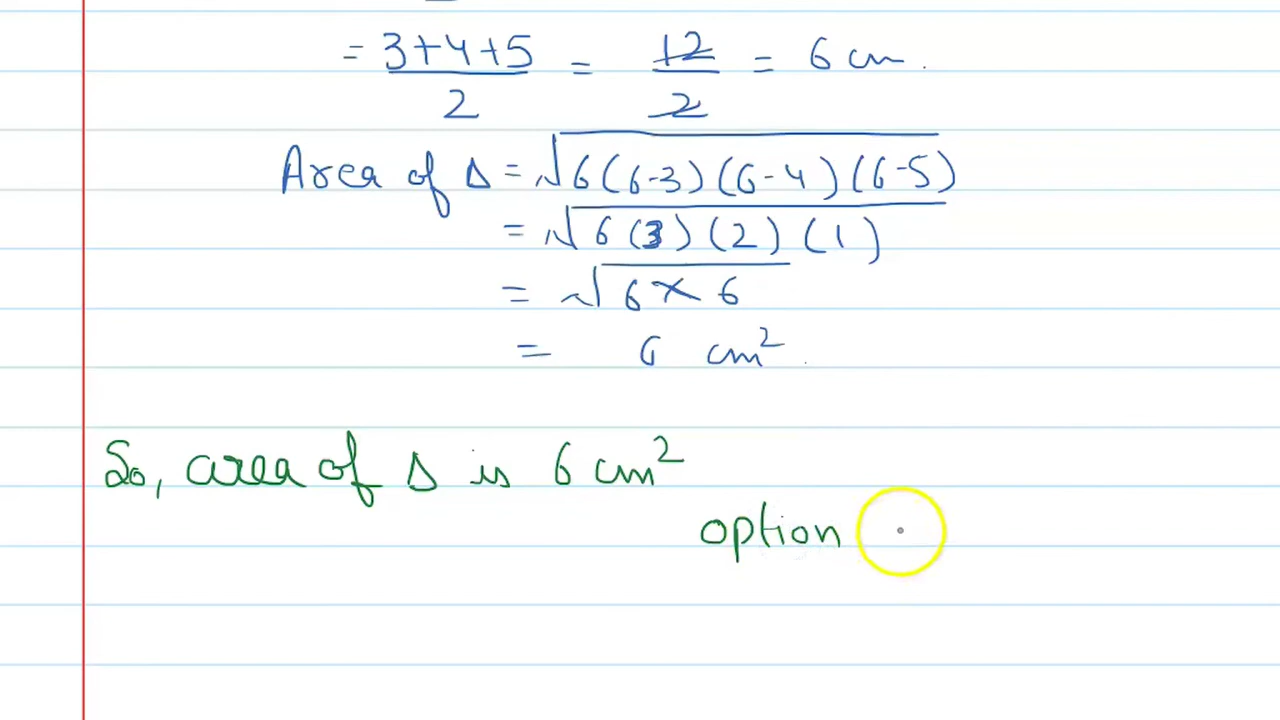 = 3+4+5/2 = 12/2 = 6 cm.
Area of Δ = √6(6-3)(6-4)(6-5)
= √6(3)(2)(1)
= √6×6
= 6 cm².
So, area of Δ is 6 cm²
option